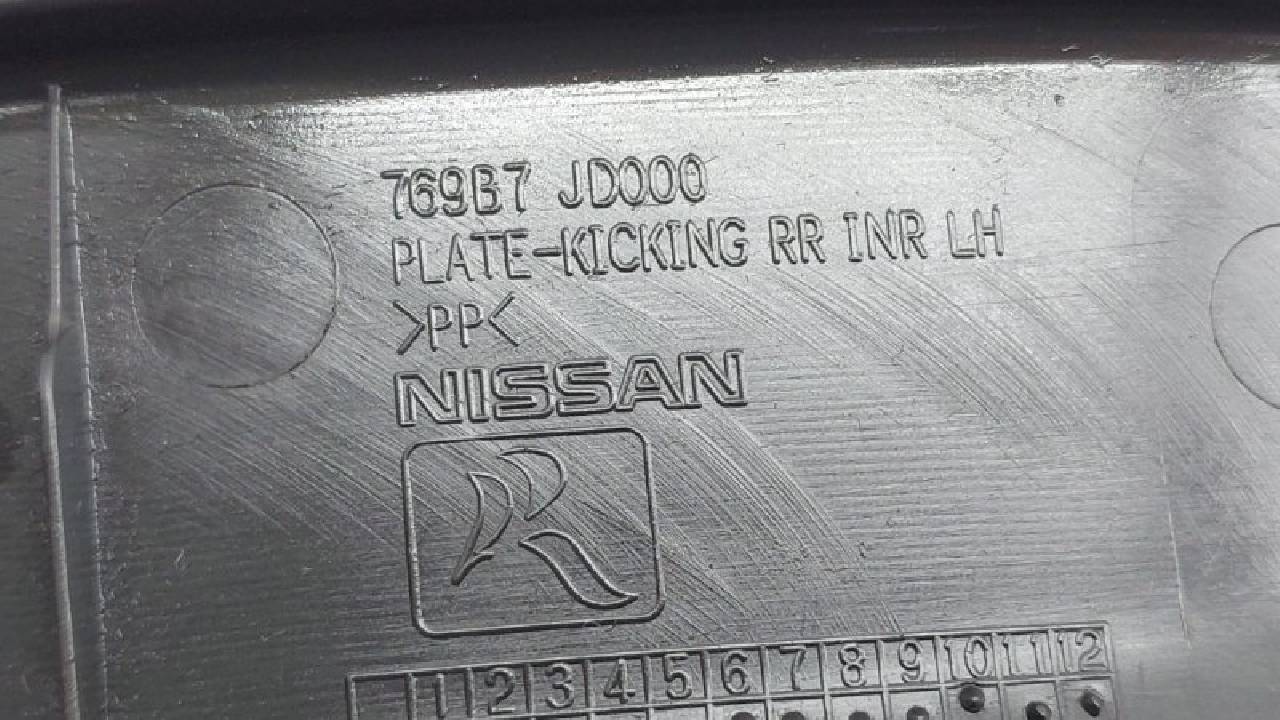 769B7 JD000
PLATE-KICKING RR INR LH
>PP<
NISSAN
R
1 2 3 4 5 6 7 8 9 10 11 12